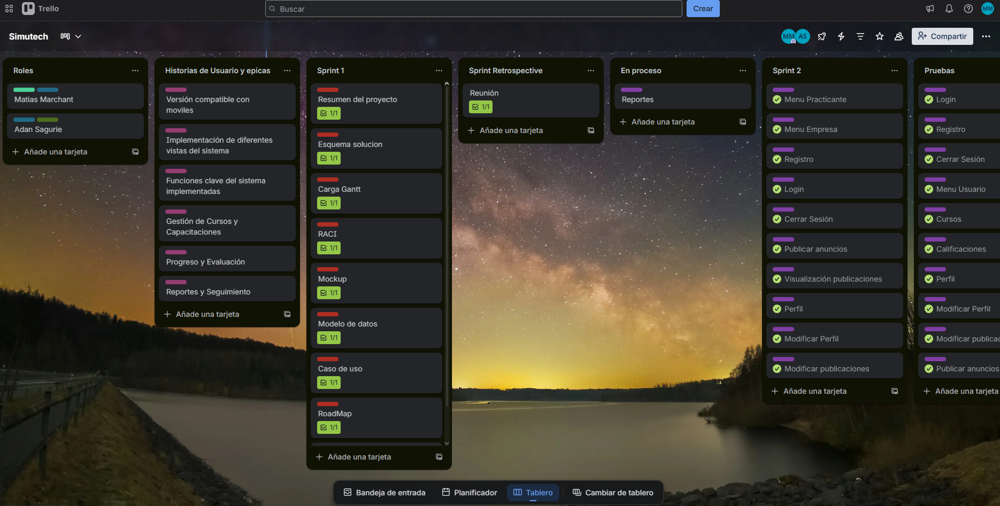 Trello
Buscar
Crear
MM
Simutech
MM
AS
Compartir
Roles
Matias Marchant
Adan Sagurie
Añade una tarjeta
Historias de Usuario y epicas
Versión compatible con
moviles
Implementación de diferentes
vistas del sistema
Funciones clave del sistema
implementadas
Gestión de Cursos y
Capacitaciones
Progreso y Evaluación
Reportes y Seguimiento
Añade una tarjeta
Sprint 1
Resumen del proyecto
1/1
Esquema solucion
1/1
Carga Gantt
1/1
RACI
1/1
Mockup
1/1
Modelo de datos
1/1
Caso de uso
1/1
RoadMap
1/1
Añade una tarjeta
Sprint Retrospective
Reunión
1/1
Añade una tarjeta
En proceso
Reportes
Añade una tarjeta
Sprint 2
Menu Practicante
Menu Empresa
Registro
Login
Cerrar Sesión
Publicar anuncios
Visualización publicaciones
Perfil
Modificar Perfil
Modificar publicaciones
Añade una tarjeta
Pruebas
Login
Registro
Cerrar Sesión
Menu Usuario
Cursos
Calificaciones
Perfil
Modificar Perfil
Modificar publicac
Publicar anuncios
Añade una tarjeta
Bandeja de entrada
Planificador
Tablero
Cambiar de tablero